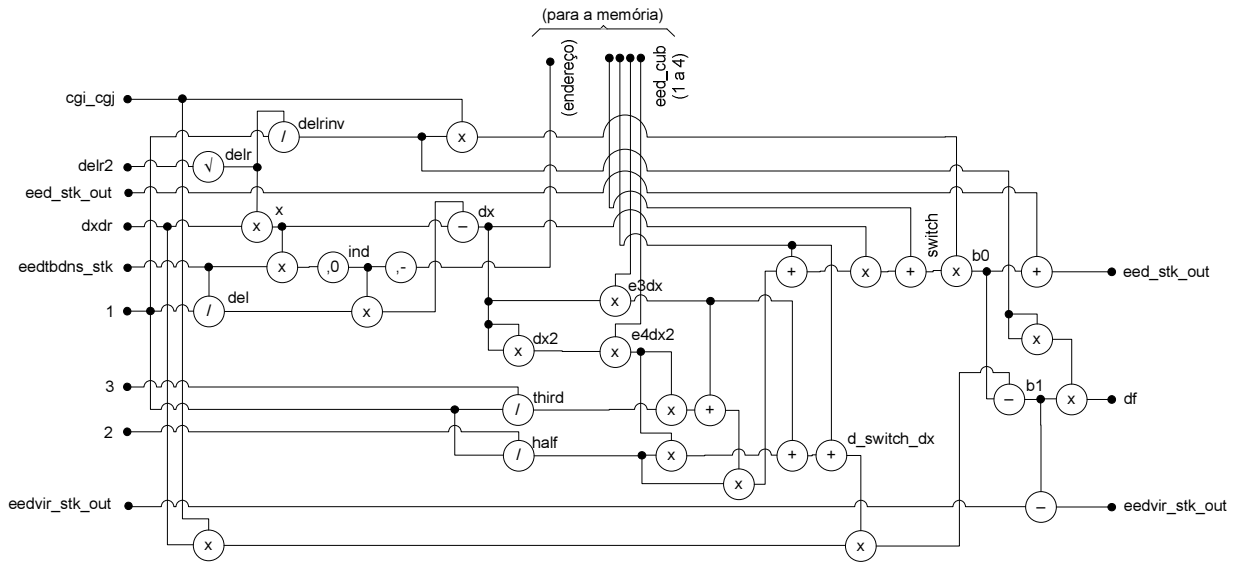 (para a memória)
(endereço)
eed_cub
(1 a 4)
cgi_cgj
/
delrinv
x
delr2
√
delr
eed_stk_out
dxdr
x
x
−
dx
switch
eedtbdns_stk
x
,0
ind
,-
+
x
+
x
b0
+
eed_stk_out
1
/
del
x
x
e3dx
x
dx2
x
e4dx2
x
3
/
third
x
+
−
b1
x
df
2
/
half
x
+
+
d_switch_dx
x
eedvir_stk_out
−
eedvir_stk_out
x
x